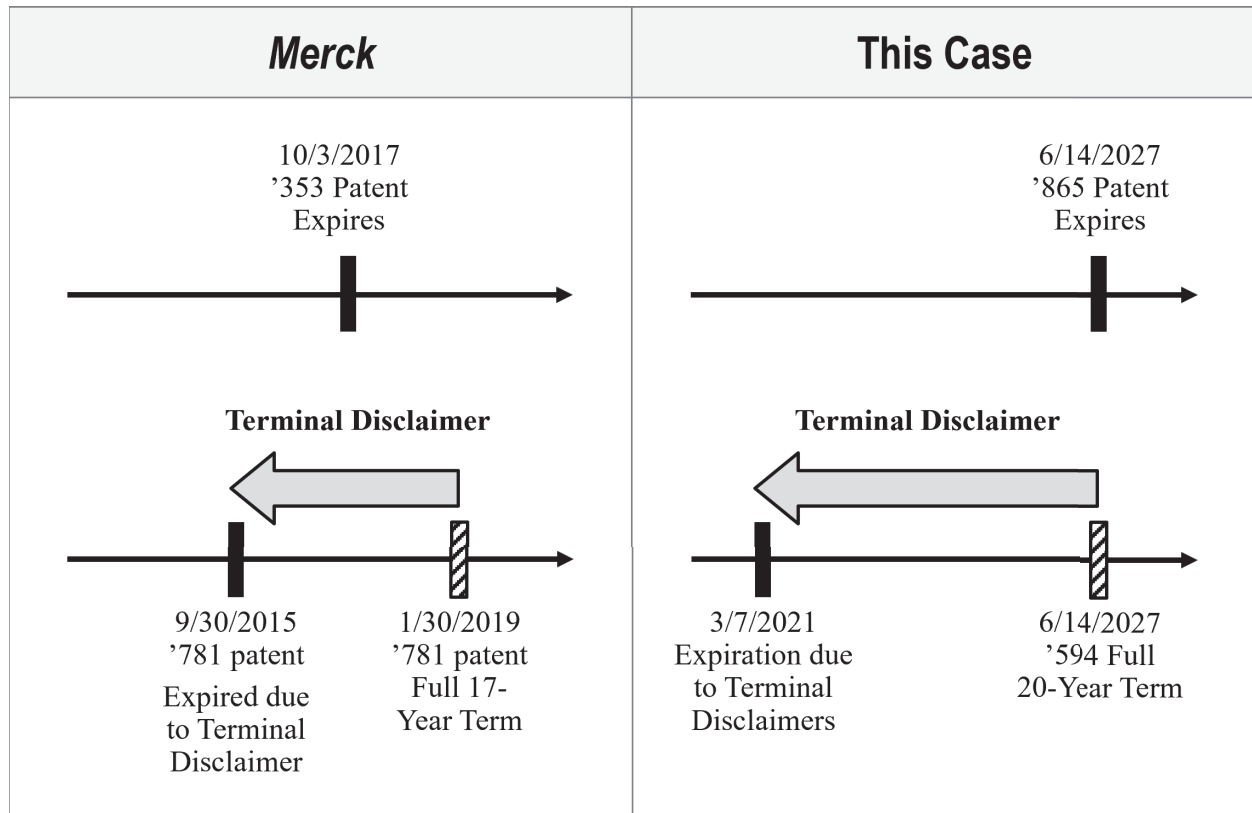 Merck
This Case
10/3/2017
’353 Patent
Expires
6/14/2027
’865 Patent
Expires
Terminal Disclaimer
Terminal Disclaimer
9/30/2015
’781 patent
Expired due
to Terminal
Disclaimer
1/30/2019
’781 patent
Full 17-
Year Term
3/7/2021
Expiration due
to Terminal
Disclaimers
6/14/2027
’594 Full
20-Year Term